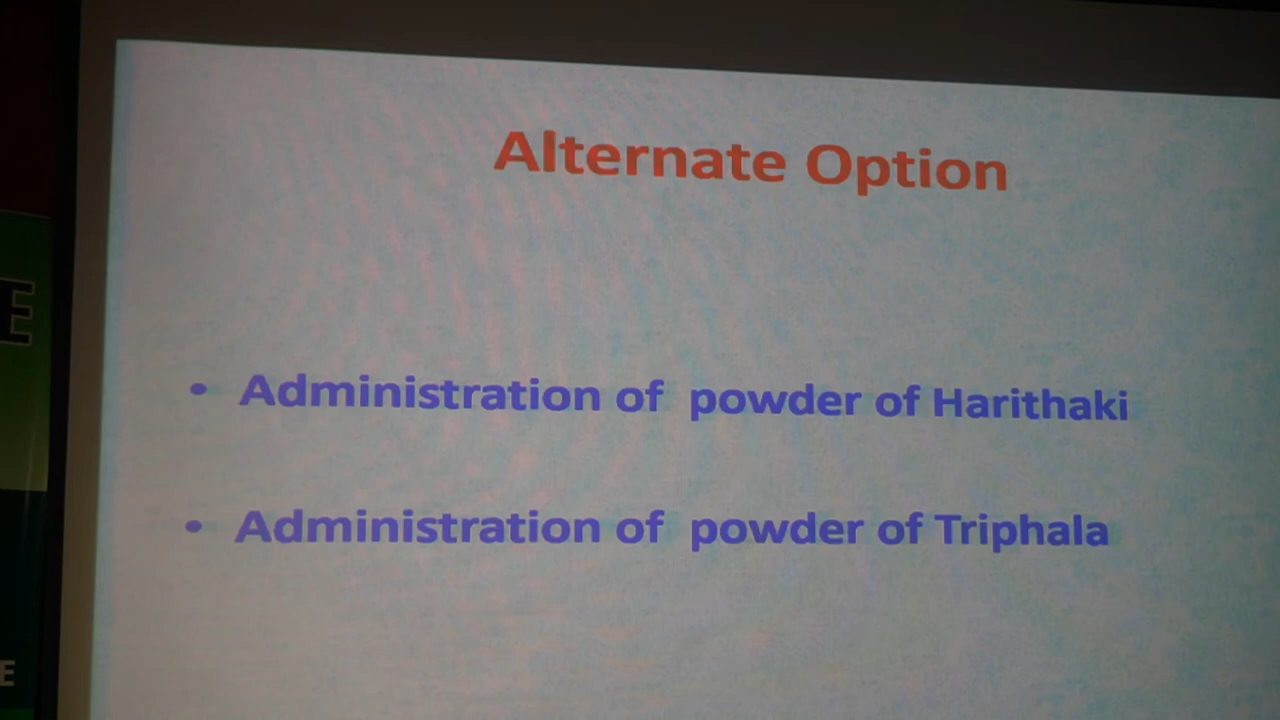 Alternate Option
• Administration of powder of Harithaki
• Administration of powder of Triphala
E
E